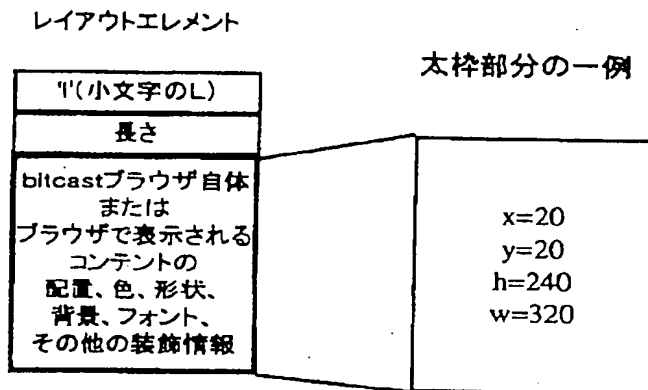 レイアウトエレメント
太枠部分の一例
'l'(小文字のL)
長さ
bitcastブラウザ自体
または
ブラウザで表示される
コンテントの
配置、色、形状、
背景、フォント、
その他の装飾情報
x=20
y=20
h=240
w=320